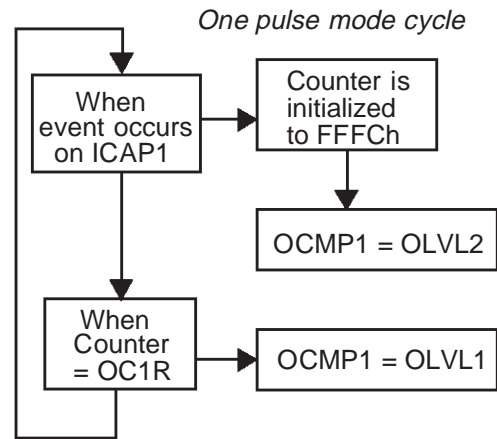 One pulse mode cycle
When
event occurs
on ICAP1
Counter is
initialized
to FFFCh
OCMP1 = OLVL2
When
Counter
= OC1R
OCMP1 = OLVL1